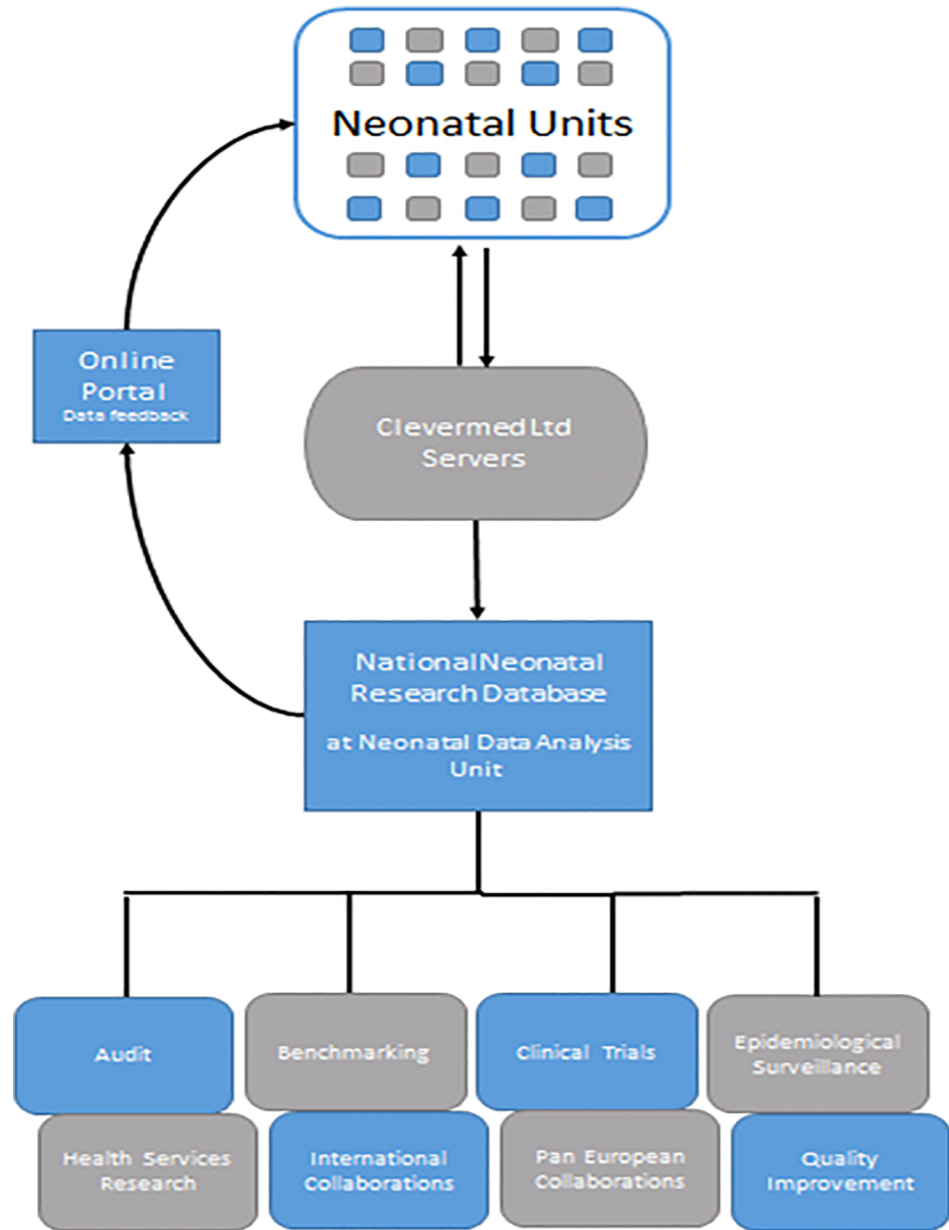 Neonatal Units
Online
Portal
Data feedback
Clevermed Ltd
Servers
National Neonatal
Research Database
at Neonatal Data Analysis
Unit
Audit
Benchmarking
Clinical Trials
Epidemiological
Surveillance
Health Services
Research
International
Collaborations
Pan European
Collaborations
Quality
Improvement